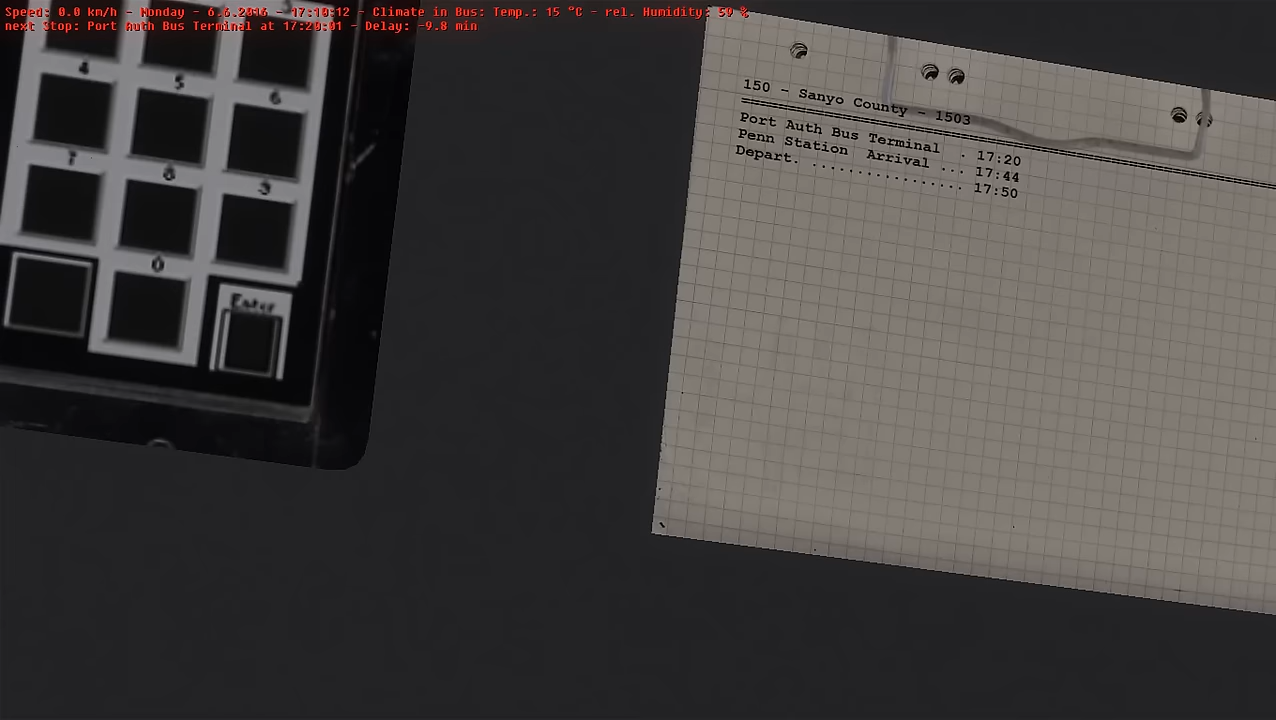 Speed: 0.0 km/h - Monday - 6.6.2016 - 17:10:12 - Climate in Bus: Temp.: 15 °C - rel. Humidity: 59 %
next Stop: Port Auth Bus Terminal at 17:20:01 - Delay: -9.8 min
4 5 6
7 8 9
0
Enter
150 - Sanyo County - 1503
Port Auth Bus Terminal . 17:20
Penn Station Arrival ... 17:44
Depart. ................. 17:50